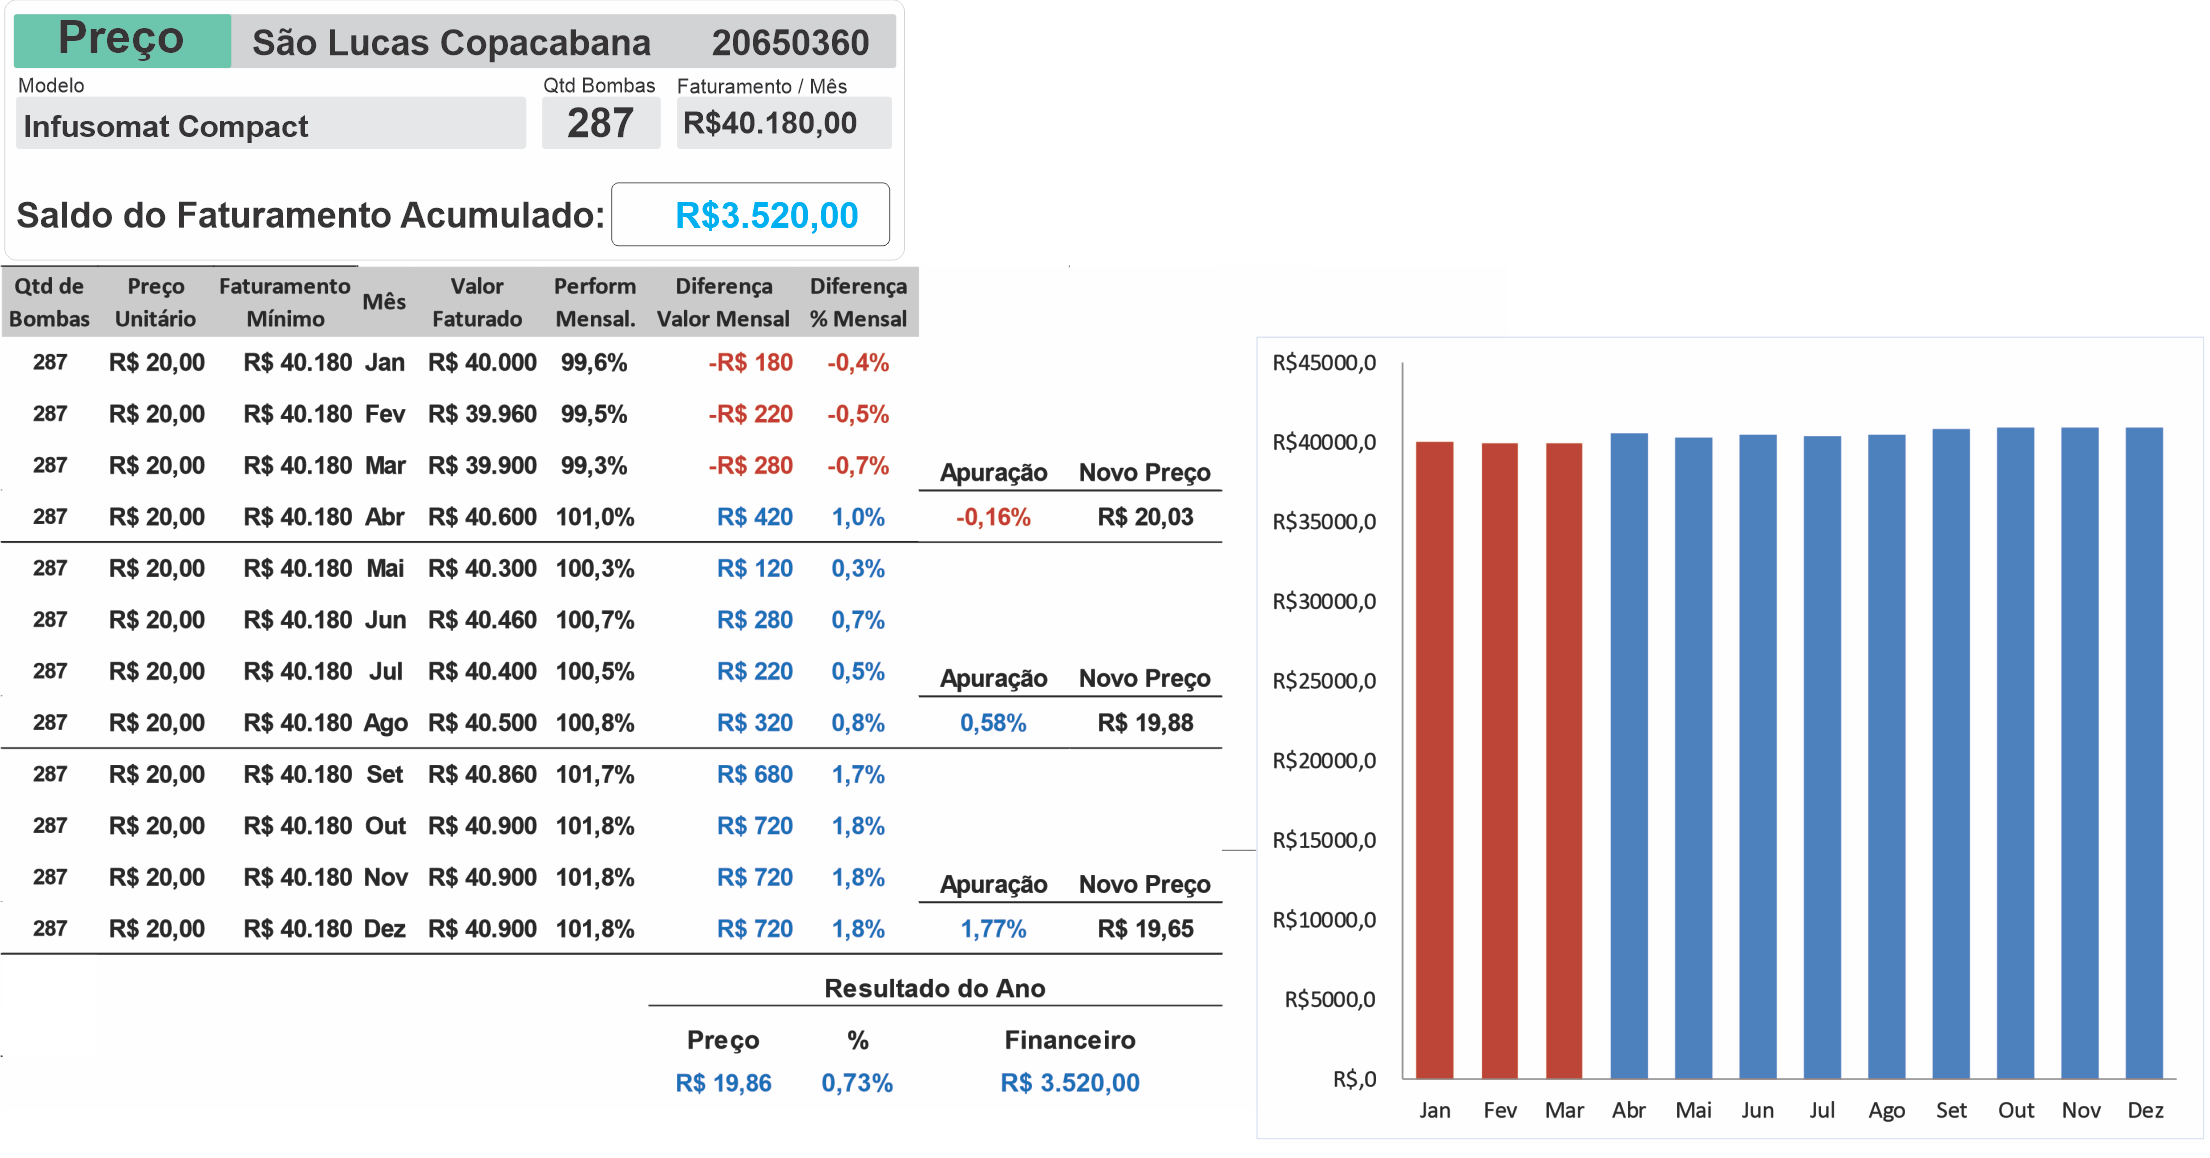 Preço São Lucas Copacabana 20650360
Modelo Qtd Bombas Faturamento / Mês
Infusomat Compact 287 R$40.180,00
Saldo do Faturamento Acumulado: R$3.520,00
Qtd de Preço Faturamento Mês Valor Perform Diferença Diferença
Bombas Unitário Mínimo Faturado Mensal. Valor Mensal % Mensal
287 R$ 20,00 R$ 40.180 Jan R$ 40.000 99,6% -R$ 180 -0,4%
287 R$ 20,00 R$ 40.180 Fev R$ 39.960 99,5% -R$ 220 -0,5%
287 R$ 20,00 R$ 40.180 Mar R$ 39.900 99,3% -R$ 280 -0,7% Apuração Novo Preço
287 R$ 20,00 R$ 40.180 Abr R$ 40.600 101,0% R$ 420 1,0% -0,16% R$ 20,03
287 R$ 20,00 R$ 40.180 Mai R$ 40.300 100,3% R$ 120 0,3%
287 R$ 20,00 R$ 40.180 Jun R$ 40.460 100,7% R$ 280 0,7%
287 R$ 20,00 R$ 40.180 Jul R$ 40.400 100,5% R$ 220 0,5% Apuração Novo Preço
287 R$ 20,00 R$ 40.180 Ago R$ 40.500 100,8% R$ 320 0,8% 0,58% R$ 19,88
287 R$ 20,00 R$ 40.180 Set R$ 40.860 101,7% R$ 680 1,7%
287 R$ 20,00 R$ 40.180 Out R$ 40.900 101,8% R$ 720 1,8%
287 R$ 20,00 R$ 40.180 Nov R$ 40.900 101,8% R$ 720 1,8% Apuração Novo Preço
287 R$ 20,00 R$ 40.180 Dez R$ 40.900 101,8% R$ 720 1,8% 1,77% R$ 19,65
Resultado do Ano
Preço % Financeiro
R$ 19,86 0,73% R$ 3.520,00
R$45000,0
R$40000,0
R$35000,0
R$30000,0
R$25000,0
R$20000,0
R$15000,0
R$10000,0
R$5000,0
R$,0
Jan Fev Mar Abr Mai Jun Jul Ago Set Out Nov Dez